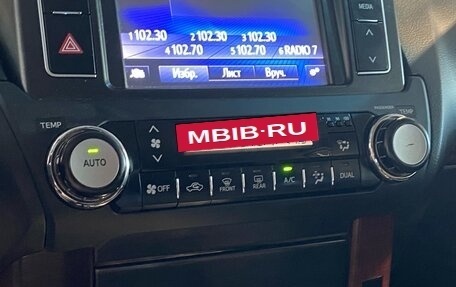 MEDIA
1 102.30 2 102.30 3 102.30
4 102.70 5 102.70 6 RADIO 7
Избр. Лист Вруч.
TEMP PASSENGER TEMP
MBIB·RU
AUTO
OFF FRONT REAR A/C DUAL